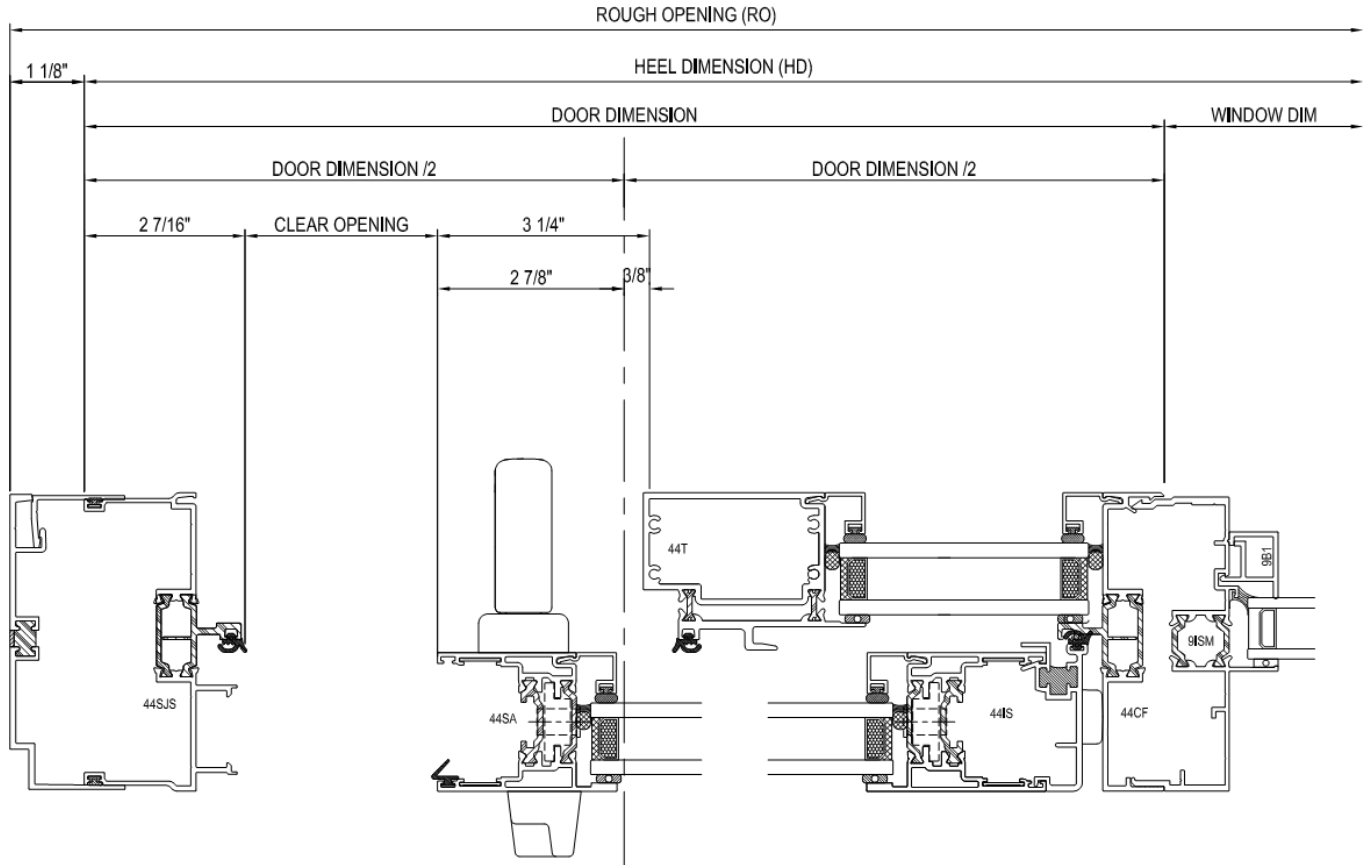 ROUGH OPENING (RO)
1 1/8"
HEEL DIMENSION (HD)
DOOR DIMENSION
WINDOW DIM
DOOR DIMENSION /2
DOOR DIMENSION /2
2 7/16"
CLEAR OPENING
3 1/4"
2 7/8"
3/8"
44T
9B1
9ISM
44SJS
44SA
44IS
44CF